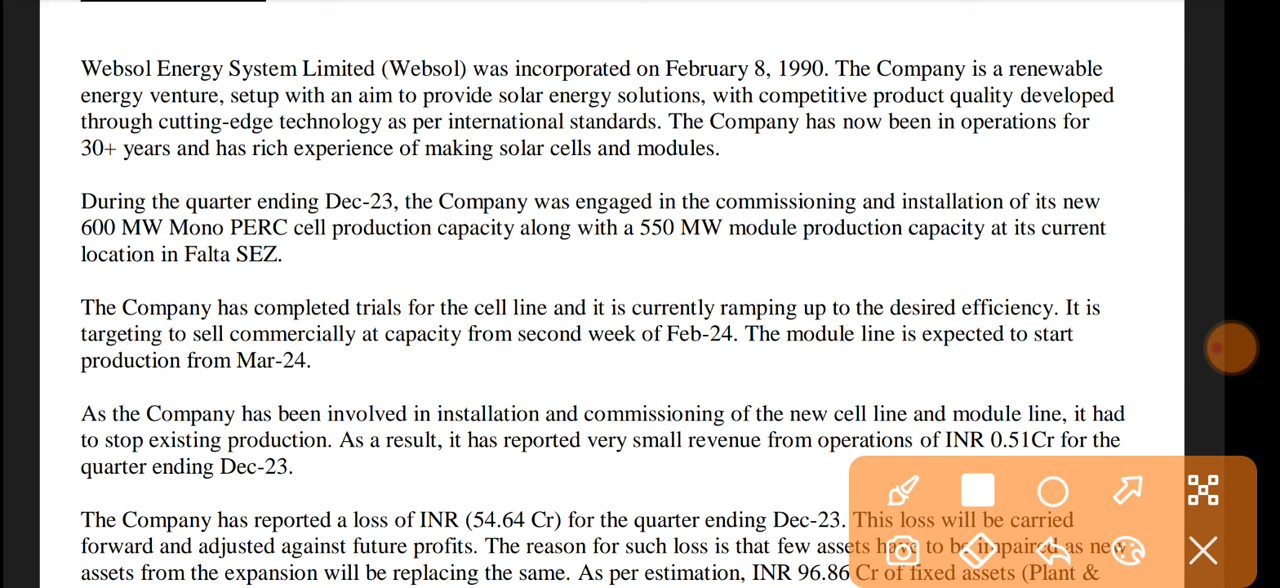 Websol Energy System Limited (Websol) was incorporated on February 8, 1990. The Company is a renewable
energy venture, setup with an aim to provide solar energy solutions, with competitive product quality developed
through cutting-edge technology as per international standards. The Company has now been in operations for
30+ years and has rich experience of making solar cells and modules.
During the quarter ending Dec-23, the Company was engaged in the commissioning and installation of its new
600 MW Mono PERC cell production capacity along with a 550 MW module production capacity at its current
location in Falta SEZ.
The Company has completed trials for the cell line and it is currently ramping up to the desired efficiency. It is
targeting to sell commercially at capacity from second week of Feb-24. The module line is expected to start
production from Mar-24.
As the Company has been involved in installation and commissioning of the new cell line and module line, it had
to stop existing production. As a result, it has reported very small revenue from operations of INR 0.51Cr for the
quarter ending Dec-23.
The Company has reported a loss of INR (54.64 Cr) for the quarter ending Dec-23. This loss will be carried
forward and adjusted against future profits. The reason for such loss is that few assets have to be impaired as new
assets from the expansion will be replacing the same. As per estimation, INR 96.86 Cr of fixed assets (Plant &